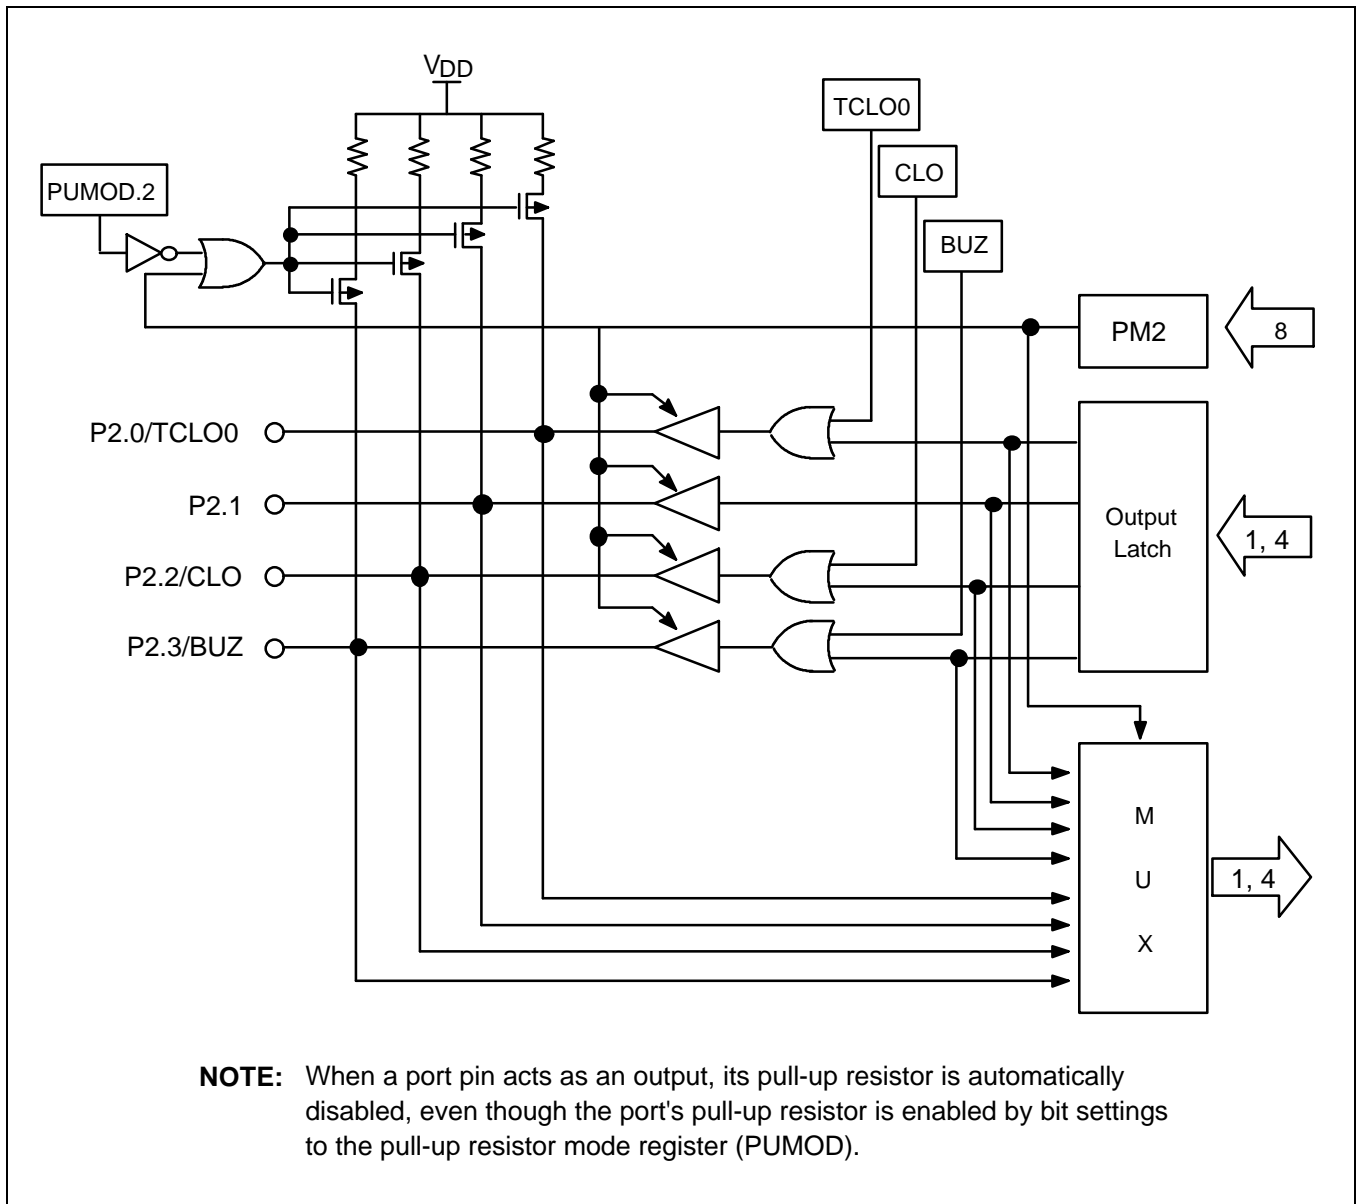 VDD
TCLO0
CLO
PUMOD.2
BUZ
PM2
8
P2.0/TCLO0
P2.1
Output
Latch
1, 4
P2.2/CLO
P2.3/BUZ
M
U
X
1, 4
NOTE: When a port pin acts as an output, its pull-up resistor is automatically
disabled, even though the port's pull-up resistor is enabled by bit settings
to the pull-up resistor mode register (PUMOD).